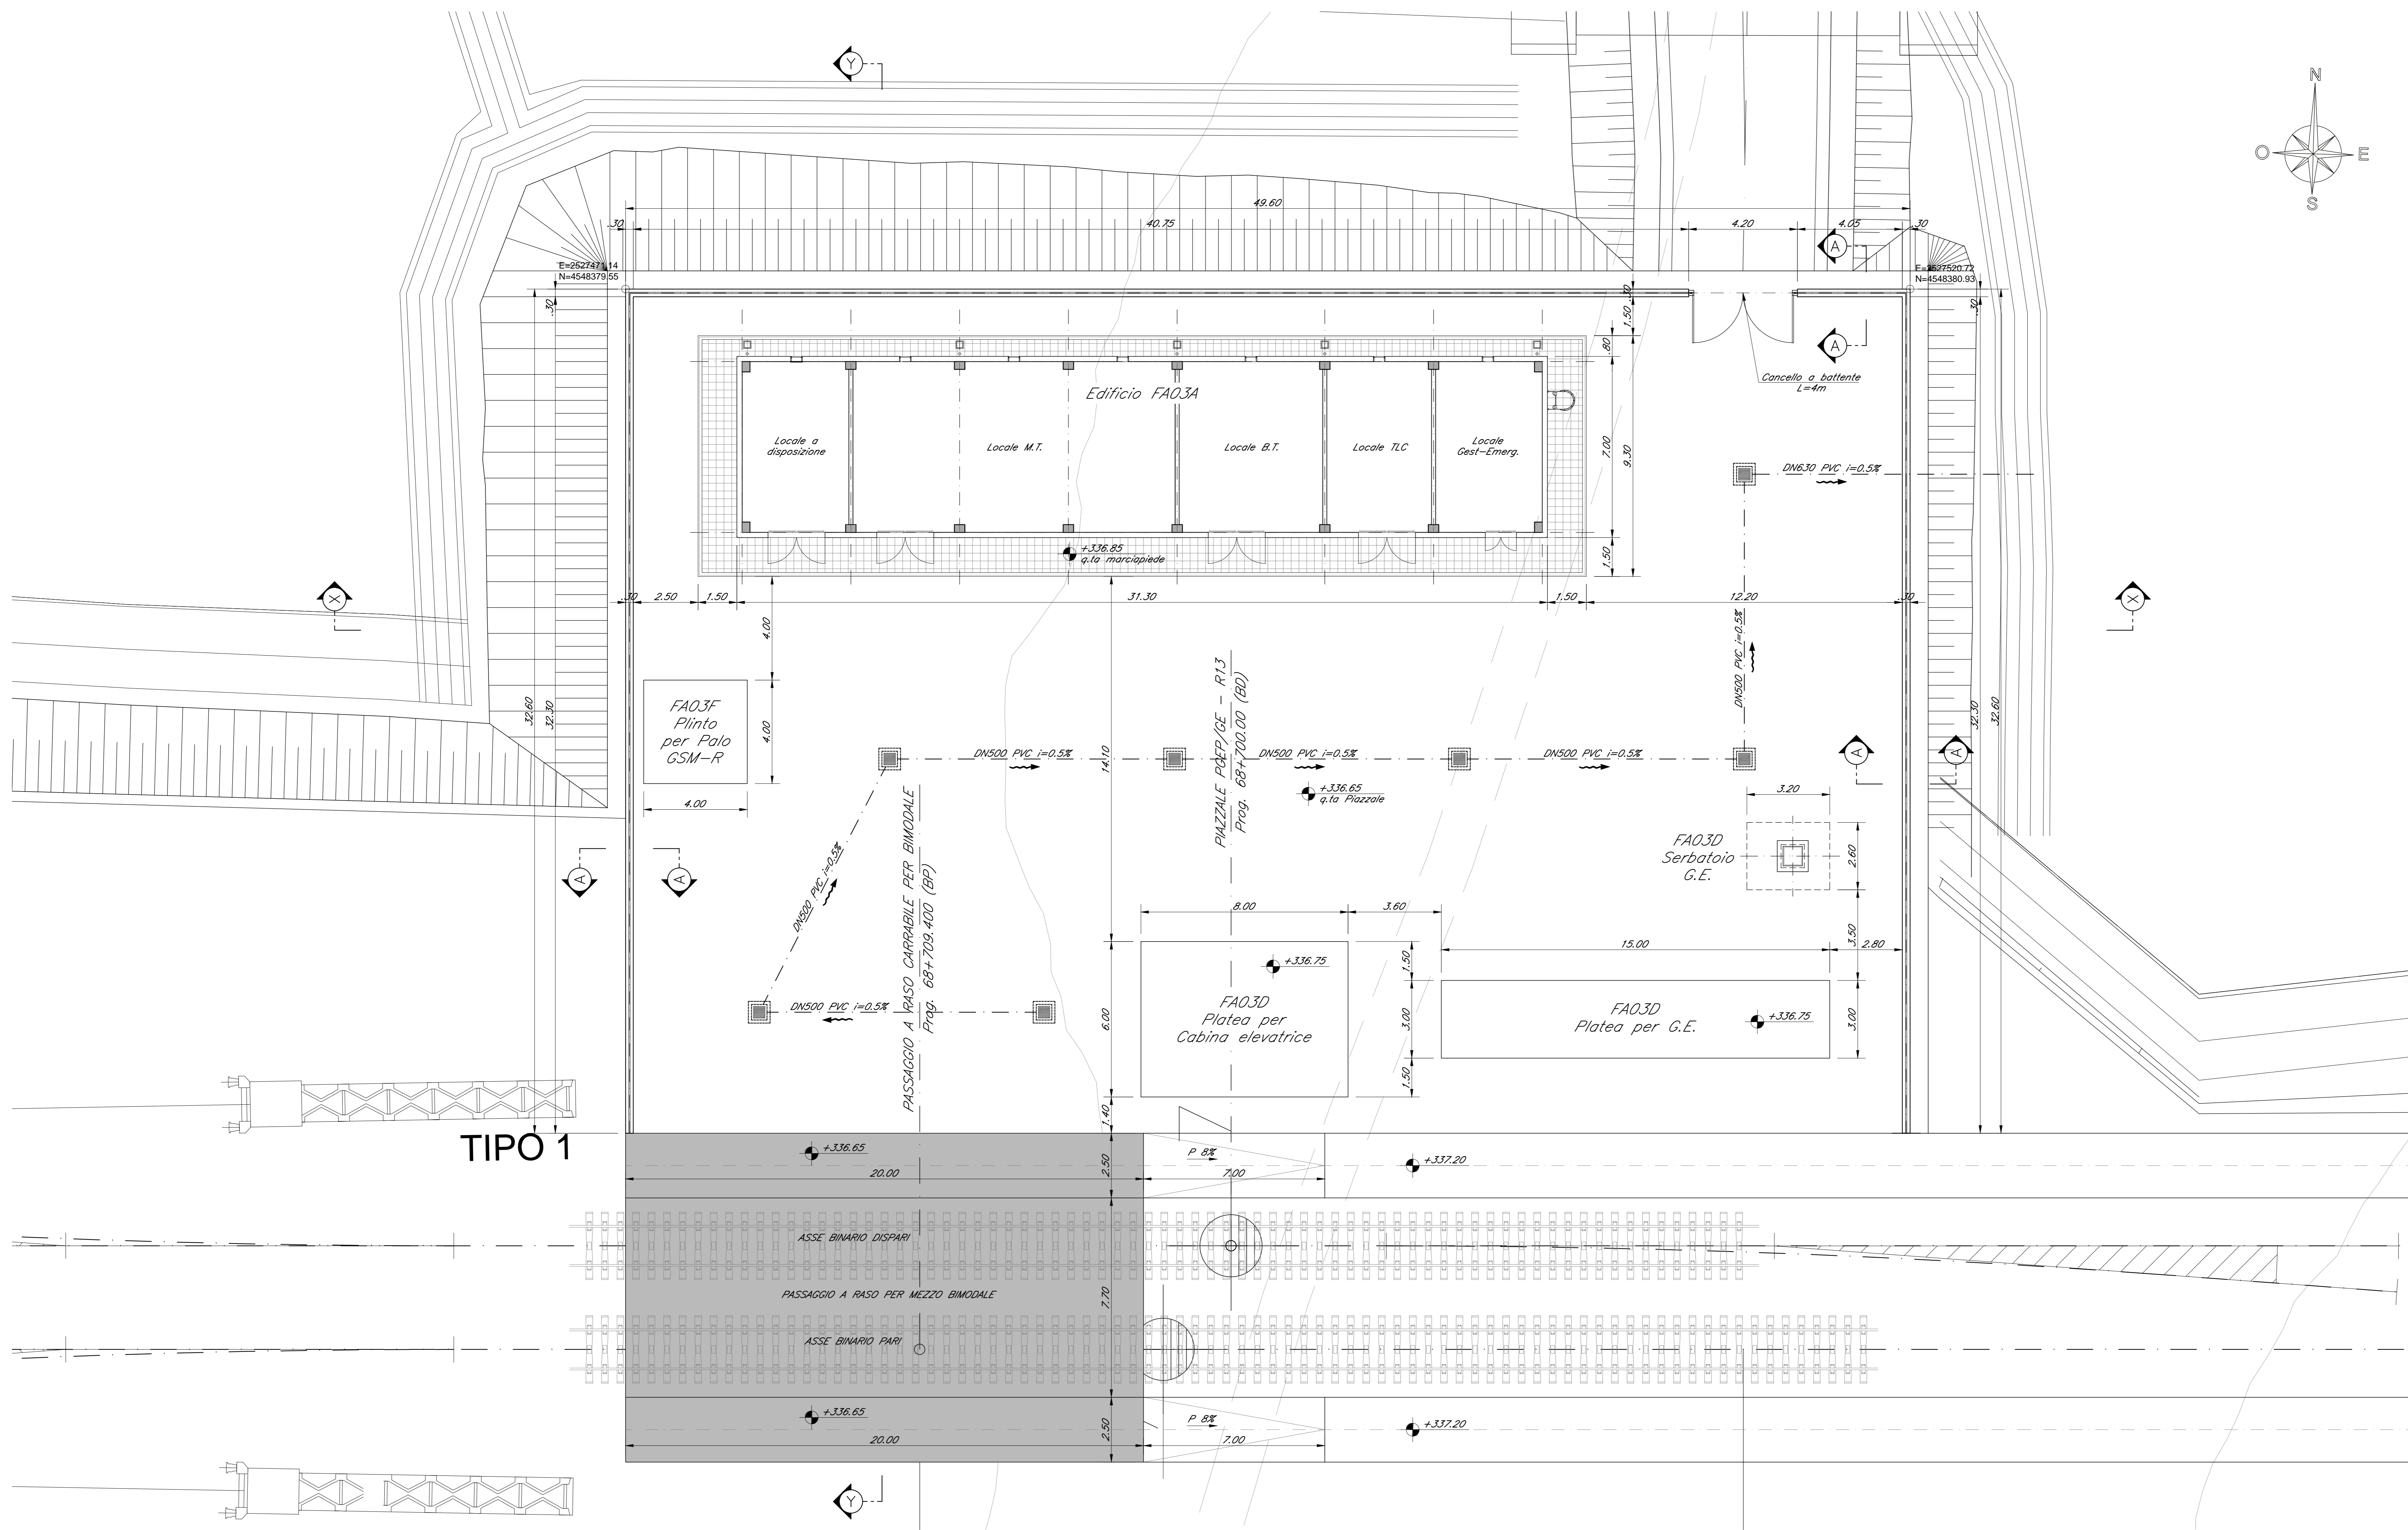 Y
N
O
E
S
49.60
.30
40.75
4.20
4.05
.30
A
E=2527471.14
N=4548379.55
E=2527520.72
N=4548380.93
.30
.30
1.50
.30
A
.80
Cancello a battente
L=4m
Edificio FA03A
Locale a
disposizione
Locale M.T.
Locale B.T.
Locale TLC
Locale
Gest-Emerg.
7.00
9.30
DN630 PVC i=0.5%
+336.85
q.ta marciapiede
1.50
X
.30
2.50
1.50
31.30
1.50
12.20
.30
X
4.00
DN500 PVC i=0.5%
32.60
32.30
FA03F
Plinto
per Palo
GSM-R
4.00
4.00
14.10
PIAZZALE PGEP/GE - R13
Prog. 68+700.00 (BD)
32.30
32.60
DN500 PVC i=0.5%
DN500 PVC i=0.5%
DN500 PVC i=0.5%
A
A
+336.65
q.ta Piazzale
3.20
FA03D
Serbatoio
G.E.
2.60
A
A
DN500 PVC i=0.5%
PASSAGGIO A RASO CARRABILE PER BIMODALE
Prog. 68+709.400 (BP)
8.00
3.60
3.50
15.00
2.80
1.50
+336.75
FA03D
Platea per
Cabina elevatrice
6.00
3.00
FA03D
Platea per G.E.
+336.75
3.00
DN500 PVC i=0.5%
1.50
1.40
TIPO 1
+336.65
20.00
2.50
P 8%
7.00
+337.20
ASSE BINARIO DISPARI
PASSAGGIO A RASO PER MEZZO BIMODALE
7.70
ASSE BINARIO PARI
+336.65
20.00
2.50
P 8%
7.00
+337.20
Y